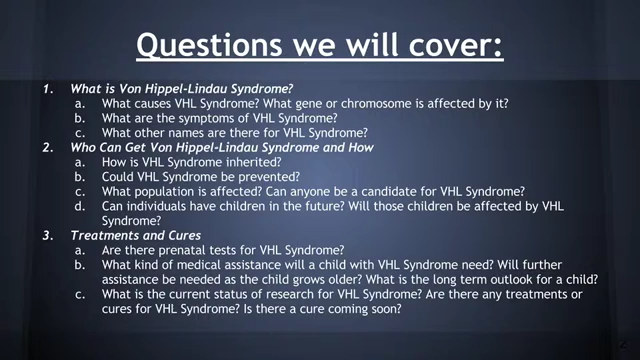 Questions we will cover:
1. What is Von Hippel-Lindau Syndrome?
a. What causes VHL Syndrome? What gene or chromosome is affected by it?
b. What are the symptoms of VHL Syndrome?
c. What other names are there for VHL Syndrome?
2. Who Can Get Von Hippel-Lindau Syndrome and How
a. How is VHL Syndrome inherited?
b. Could VHL Syndrome be prevented?
c. What population is affected? Can anyone be a candidate for VHL Syndrome?
d. Can individuals have children in the future? Will those children be affected by VHL
Syndrome?
3. Treatments and Cures
a. Are there prenatal tests for VHL Syndrome?
b. What kind of medical assistance will a child with VHL Syndrome need? Will further
assistance be needed as the child grows older? What is the long term outlook for a child?
c. What is the current status of research for VHL Syndrome? Are there any treatments or
cures for VHL Syndrome? Is there a cure coming soon?
2